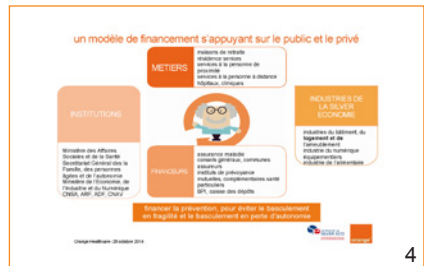 un modèle de financement s'appuyant sur le public et le privé
METIERS
maisons de retraite
résidence seniors
services à la personne de
proximité
services à la personne à distance
hôpitaux, cliniques
INSTITUTIONS
Ministère des Affaires
Sociales et de la Santé
Secrétariat Général des la
Famille, des personnes
âgées et de l'autonomie
Ministère de l'Economie, de
l'Industrie et du Numérique
CNSA, ARF, ADF, CNAV
INDUSTRIES DE
LA SILVER
ECONOMIE
industries du bâtiment, du
logement et de
l'ameublement
industrie du numérique
équipementiers
industrie de l'alimentaire
FINANCEURS
assurance maladie
conseils généraux, communes
assureurs
instituts de prévoyance
mutuelles, complémentaires santé
particuliers
BPI, caisse des dépôts
financer la prévention, pour éviter le basculement
en fragilité et le basculement en perte d'autonomie
Orange Healthcare - 28 octobre 2014
4